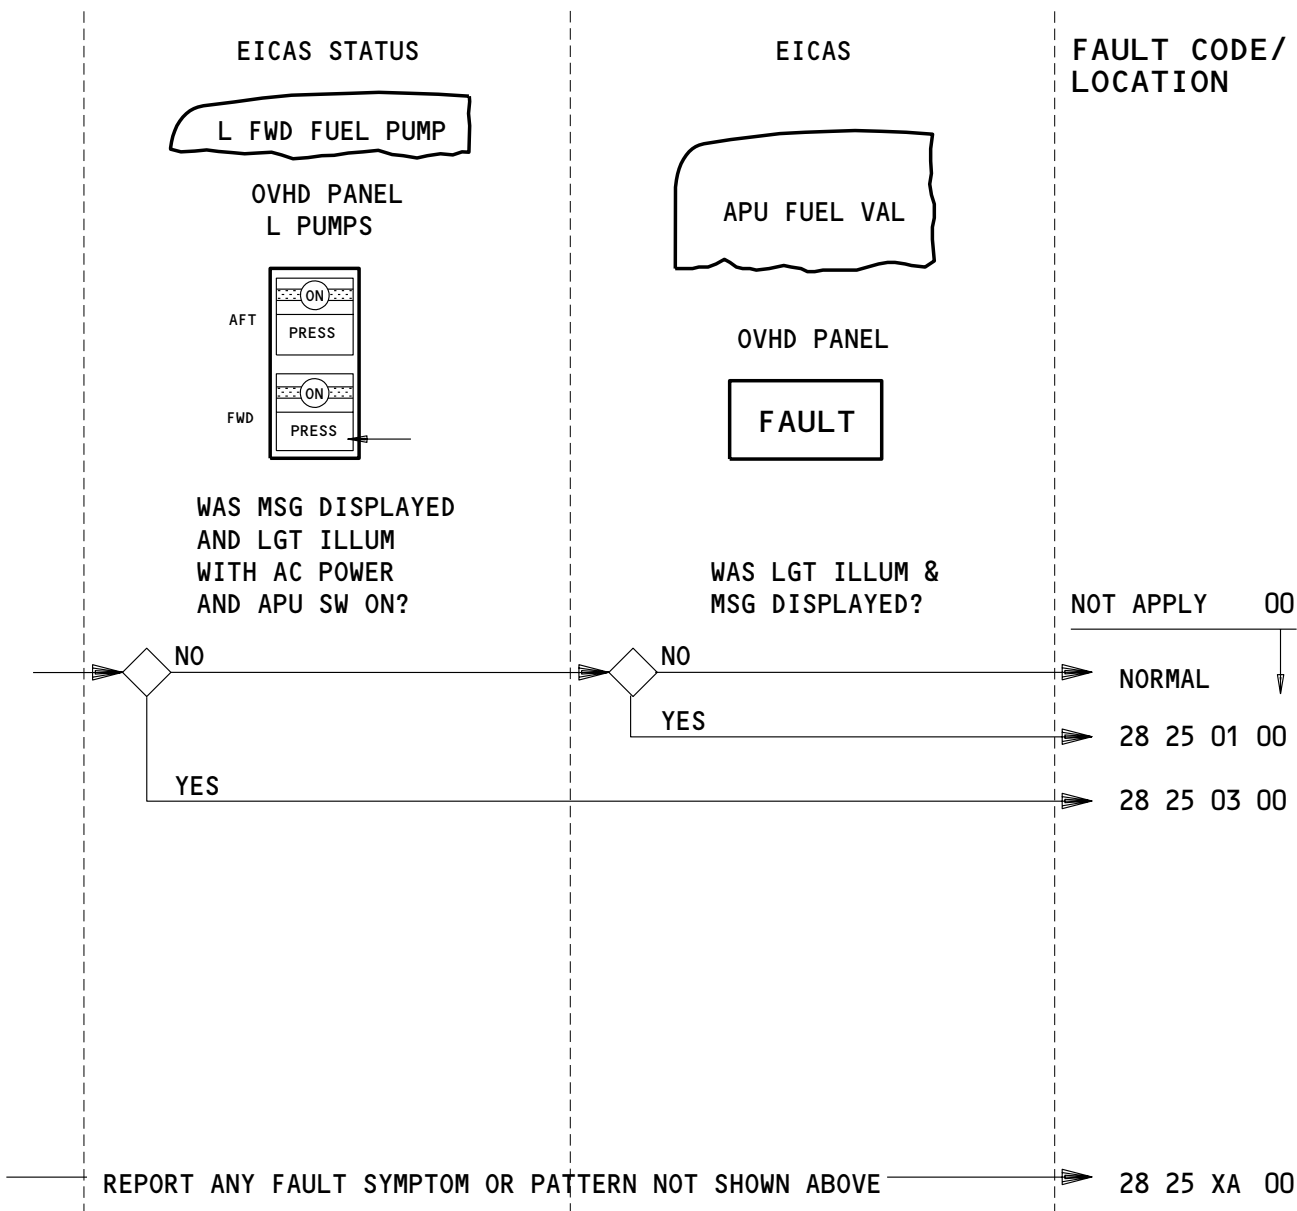 EICAS STATUS
L FWD FUEL PUMP
OVHD PANEL
L PUMPS
AFT
ON
PRESS
FWD
ON
PRESS
WAS MSG DISPLAYED
AND LGT ILLUM
WITH AC POWER
AND APU SW ON?
EICAS
APU FUEL VAL
OVHD PANEL
FAULT
WAS LGT ILLUM &
MSG DISPLAYED?
FAULT CODE/
LOCATION
NOT APPLY 00
NO
NO
NORMAL
YES
28 25 01 00
YES
28 25 03 00
REPORT ANY FAULT SYMPTOM OR PATTERN NOT SHOWN ABOVE
28 25 XA 00